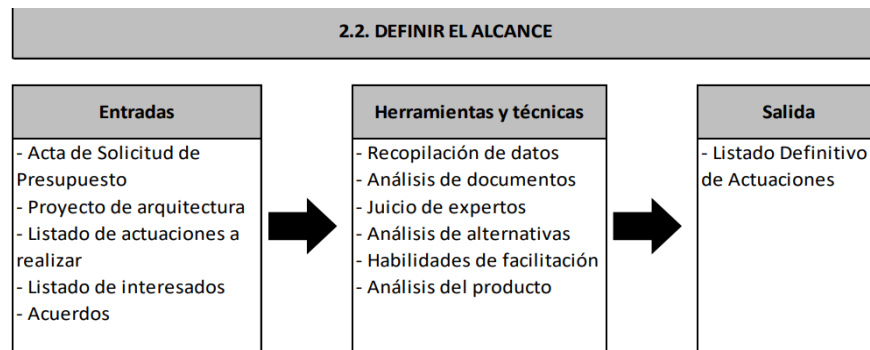 2.2. DEFINIR EL ALCANCE
Entradas
- Acta de Solicitud de
Presupuesto
- Proyecto de arquitectura
- Listado de actuaciones a
realizar
- Listado de interesados
- Acuerdos
Herramientas y técnicas
- Recopilación de datos
- Análisis de documentos
- Juicio de expertos
- Análisis de alternativas
- Habilidades de facilitación
- Análisis del producto
Salida
- Listado Definitivo
de Actuaciones